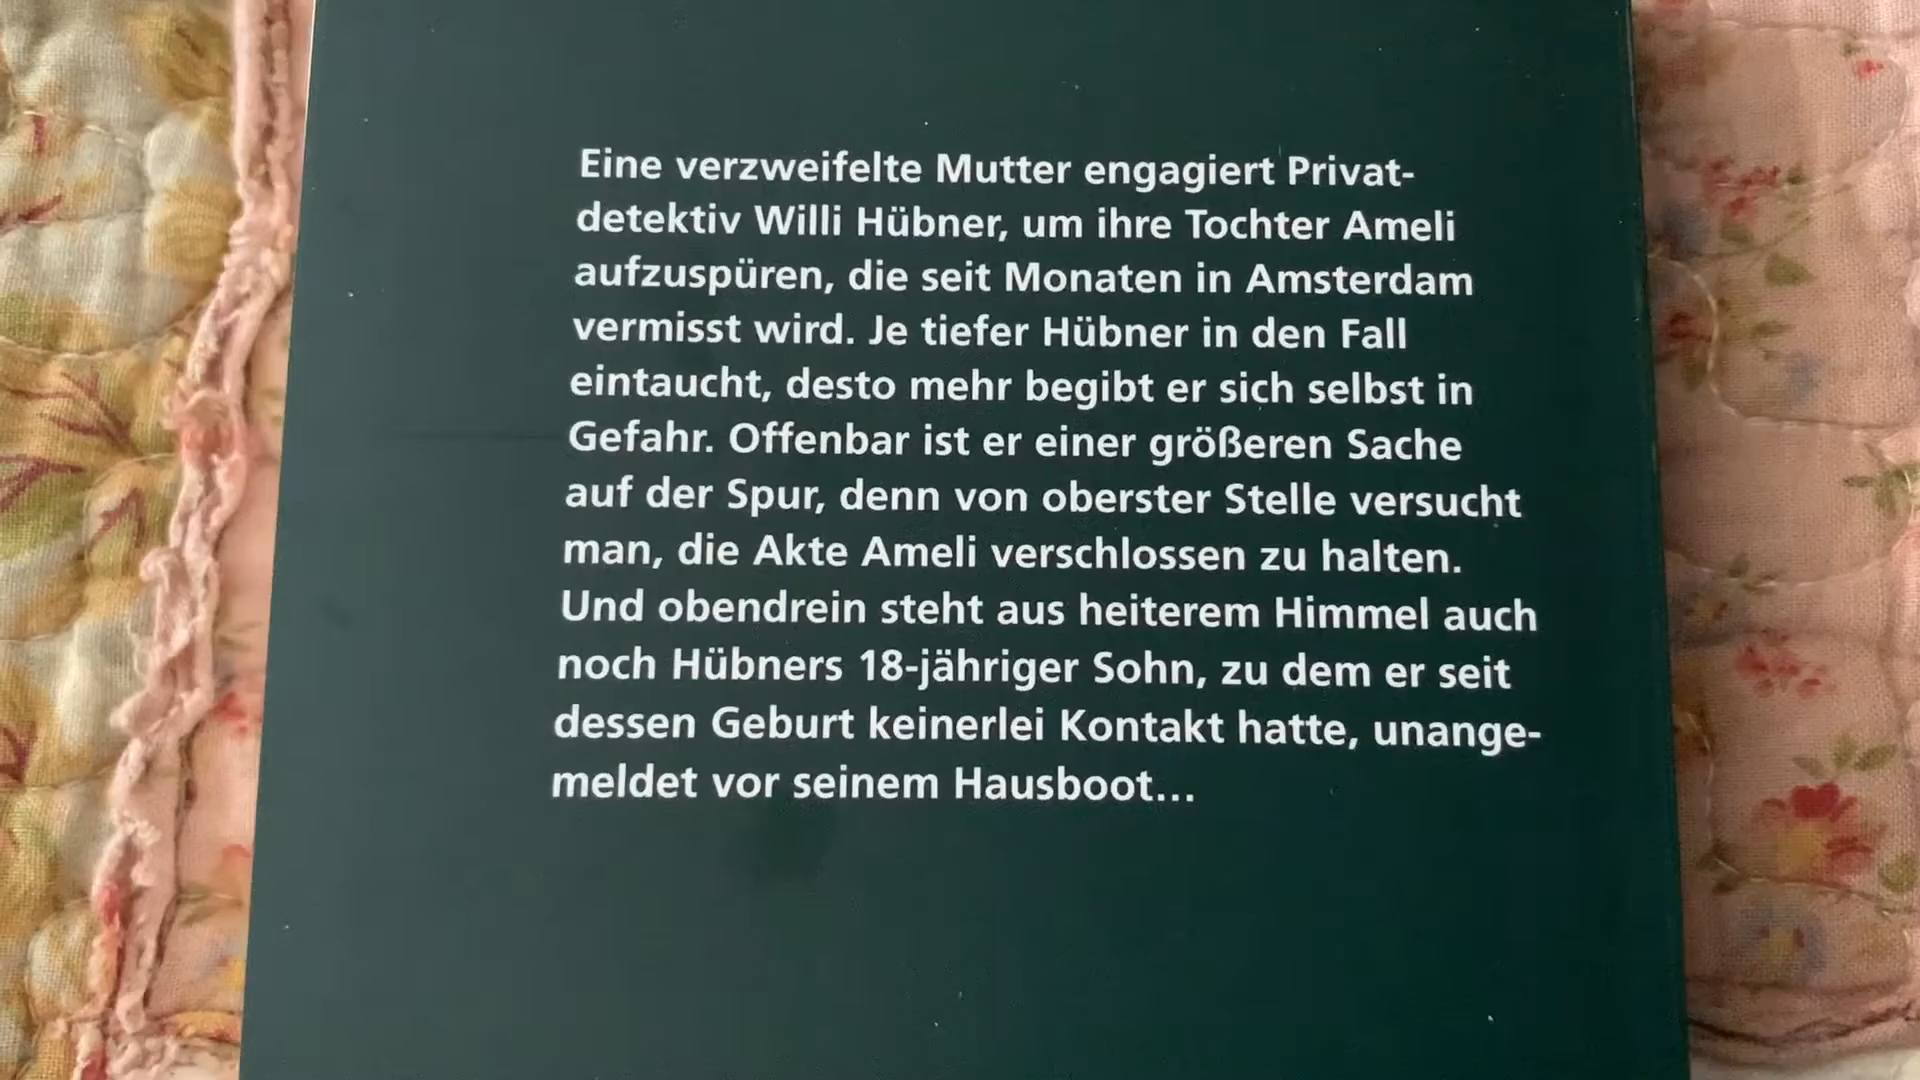 Eine verzweifelte Mutter engagiert Privat-
detektiv Willi Hübner, um ihre Tochter Ameli
aufzuspüren, die seit Monaten in Amsterdam
vermisst wird. Je tiefer Hübner in den Fall
eintaucht, desto mehr begibt er sich selbst in
Gefahr. Offenbar ist er einer größeren Sache
auf der Spur, denn von oberster Stelle versucht
man, die Akte Ameli verschlossen zu halten.
Und obendrein steht aus heiterem Himmel auch
noch Hübners 18-jähriger Sohn, zu dem er seit
dessen Geburt keinerlei Kontakt hatte, unange-
meldet vor seinem Hausboot...